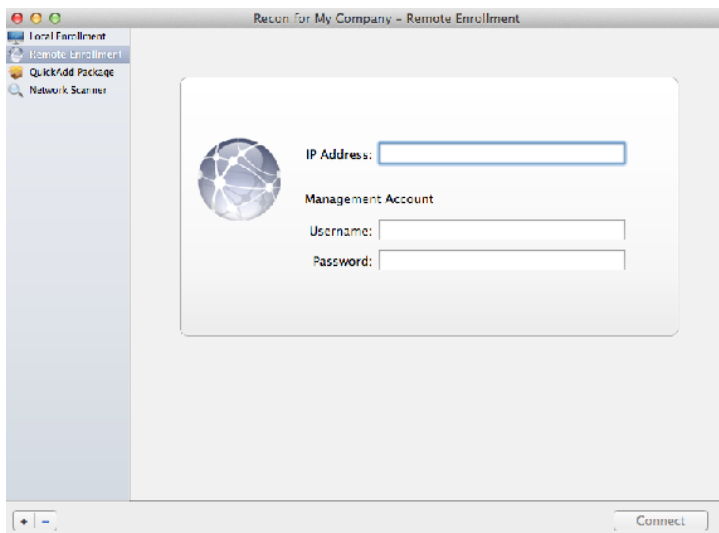 Recon for My Company – Remote Enrollment
Local Enrollment
Remote Enrollment
QuickAdd Package
Network Scanner
IP Address:
Management Account
Username:
Password:
+ –
Connect